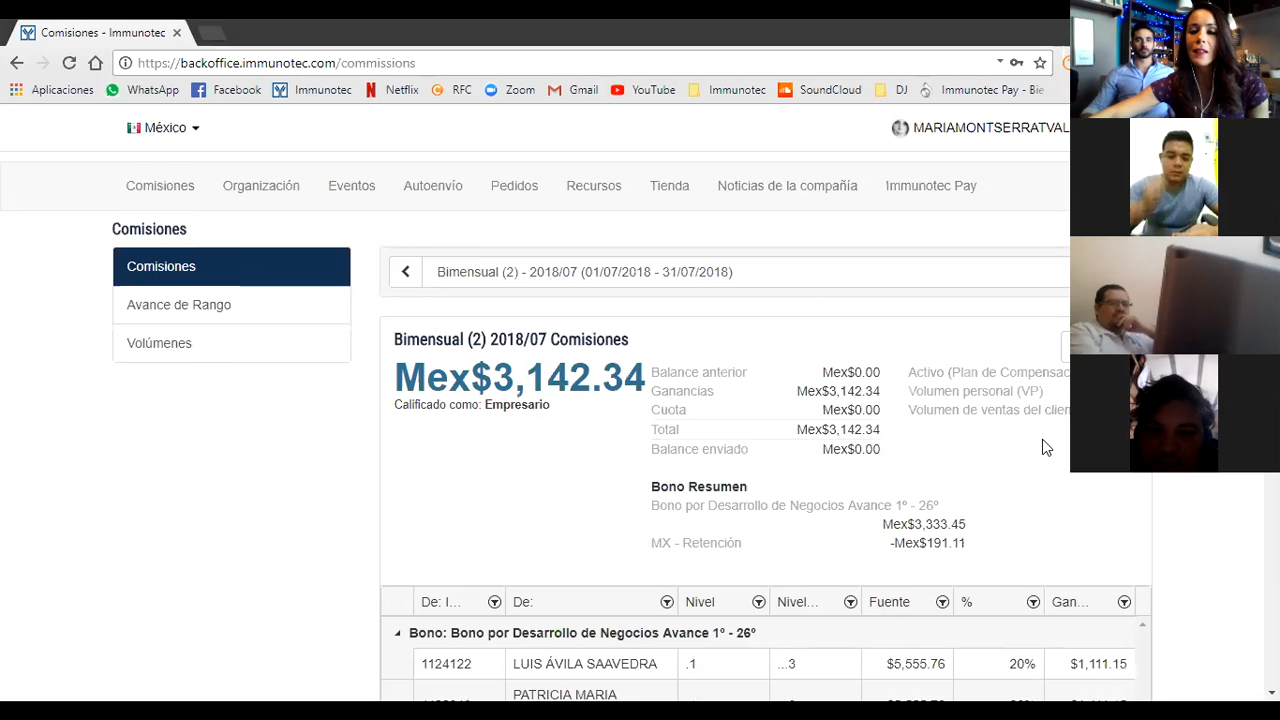 Comisiones - Immunotec
https://backoffice.immunotec.com/commissions
Aplicaciones WhatsApp Facebook Immunotec Netflix RFC Zoom Gmail YouTube Immunotec SoundCloud DJ Immunotec Pay - Bie
México
MARIAMONTSERRATVAL
Comisiones Organización Eventos Autoenvío Pedidos Recursos Tienda Noticias de la compañía Immunotec Pay
Comisiones
Comisiones
Avance de Rango
Volúmenes
Bimensual (2) - 2018/07 (01/07/2018 - 31/07/2018)
Bimensual (2) 2018/07 Comisiones
Mex$3,142.34
Calificado como: Empresario
Balance anterior Mex$0.00
Ganancias Mex$3,142.34
Cuota Mex$0.00
Total Mex$3,142.34
Balance enviado Mex$0.00
Activo (Plan de Compensac
Volumen personal (VP)
Volumen de ventas del clien
Bono Resumen
Bono por Desarrollo de Negocios Avance 1º - 26º
Mex$3,333.45
MX - Retención -Mex$191.11
De: I... De: Nivel Nivel... Fuente % Gan...
Bono: Bono por Desarrollo de Negocios Avance 1º - 26º
1124122 LUIS ÁVILA SAAVEDRA .1 ...3 $5,555.76 20% $1,111.15
PATRICIA MARIA